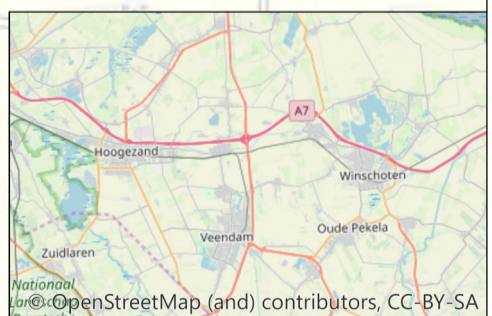 A7
Hoogezand
Winschoten
Oude Pekela
Veendam
Zuidlaren
Nationaal
© OpenStreetMap (and) contributors, CC-BY-SA